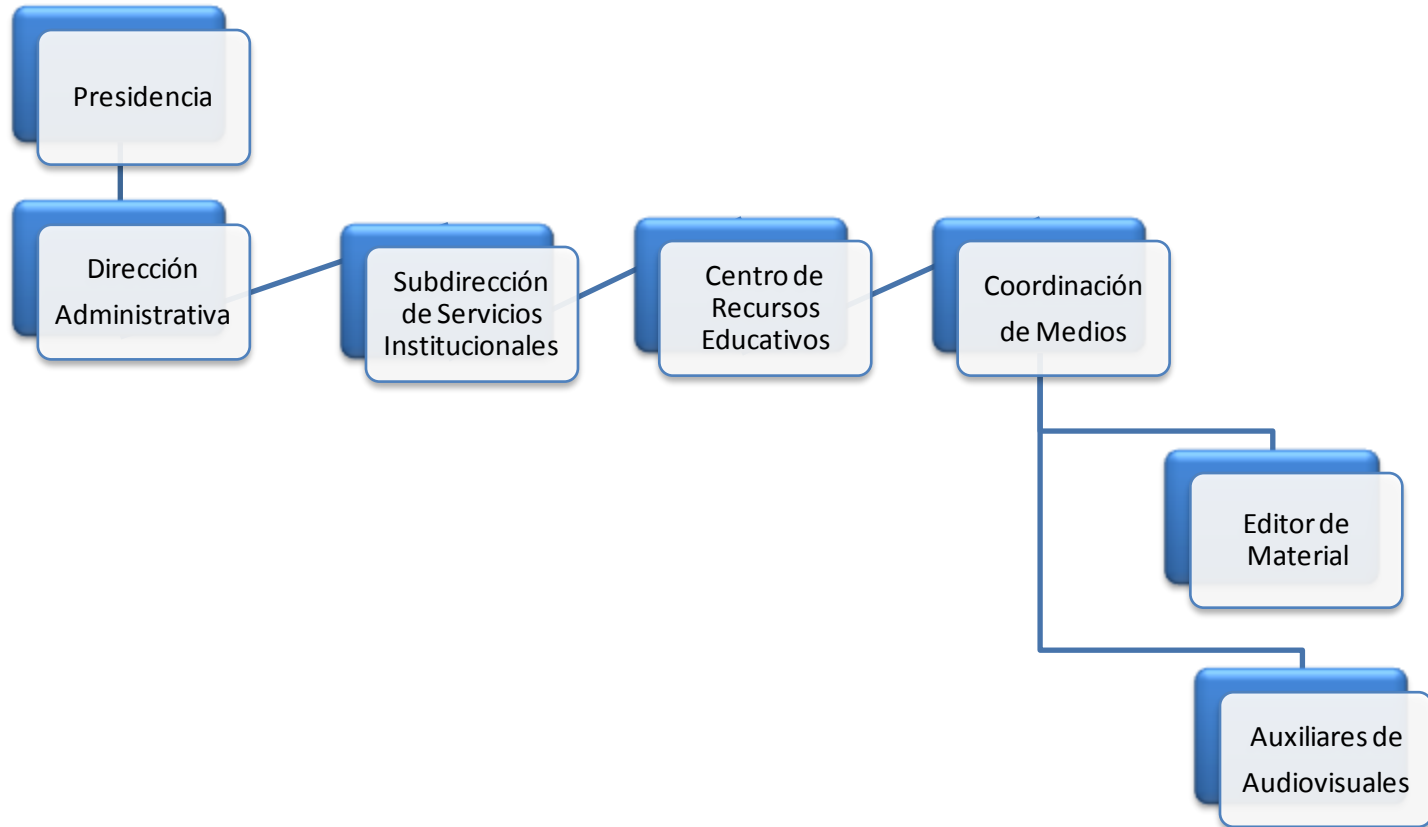 Presidencia
Dirección
Administrativa
Subdirección
de Servicios
Institucionales
Centro de
Recursos
Educativos
Coordinación
de Medios
Editor de
Material
Auxiliares de
Audiovisuales